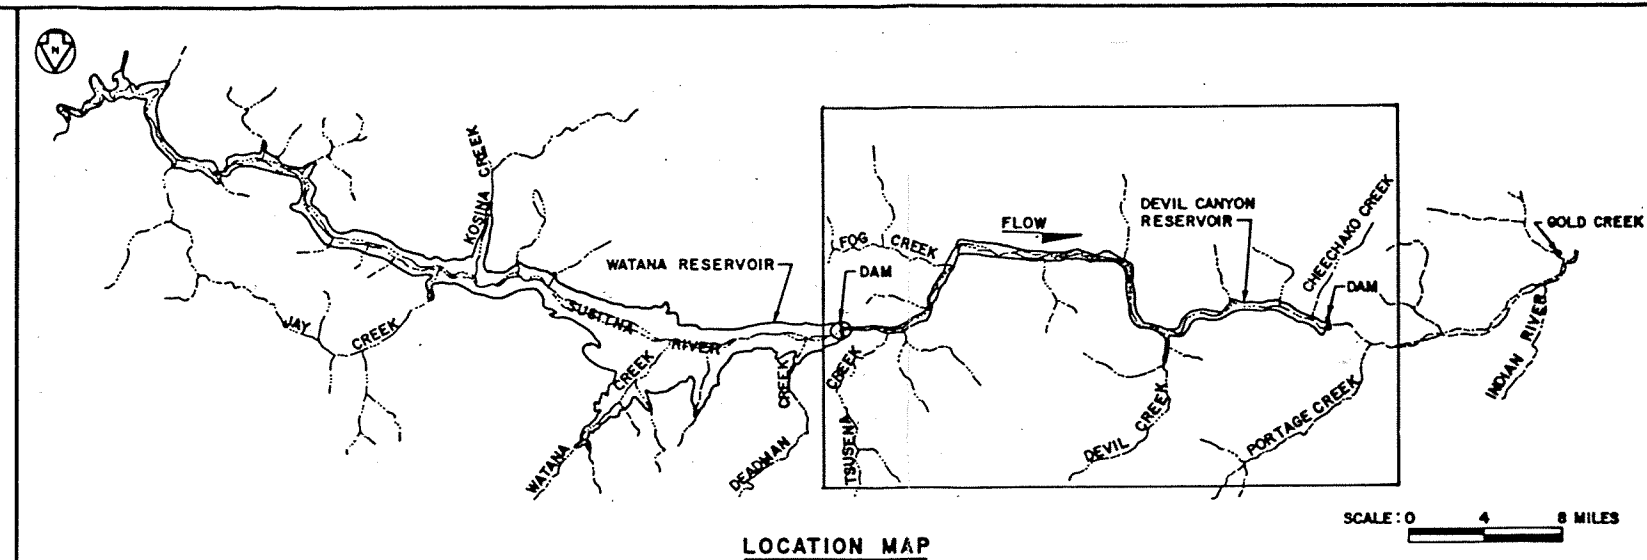 N
KOSINA CREEK
WATANA RESERVOIR
FOG CREEK
FLOW
DEVIL CANYON
RESERVOIR
CHEECHAKO CREEK
GOLD CREEK
DAM
DAM
SUSITNA
RIVER
JAY
CREEK
WATANA
CREEK
DEADMAN
CREEK
TSUSENA
CREEK
DEVIL CREEK
PORTAGE CREEK
INDIAN RIVER
SCALE: 0 4 8 MILES
LOCATION MAP